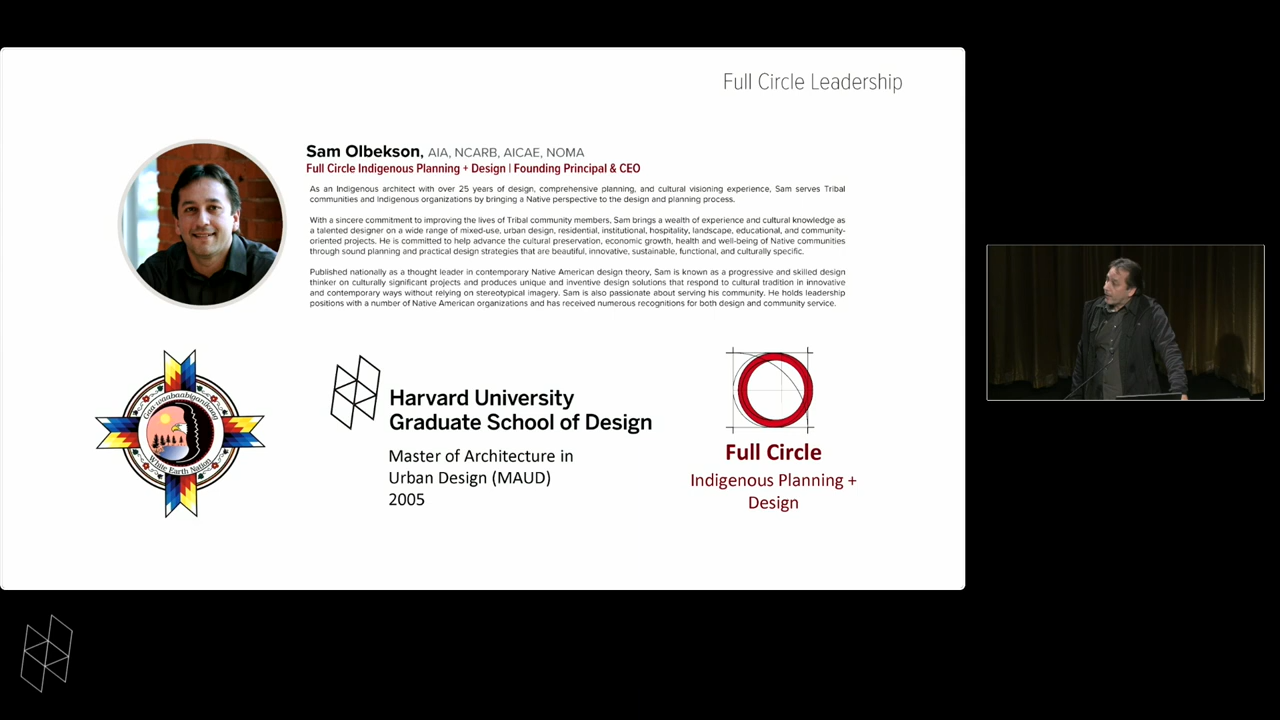 Full Circle Leadership
Sam Olbekson, AIA, NCARB, AICAE, NOMA
Full Circle Indigenous Planning + Design | Founding Principal & CEO
As an Indigenous architect with over 25 years of design, comprehensive planning, and cultural visioning experience, Sam serves Tribal
communities and Indigenous organizations by bringing a Native perspective to the design and planning process.
With a sincere commitment to improving the lives of Tribal community members, Sam brings a wealth of experience and cultural knowledge as
a talented designer on a wide range of mixed-use, urban design, residential, institutional, hospitality, landscape, educational, and community-
oriented projects. He is committed to help advance the cultural preservation, economic growth, health and well-being of Native communities
through sound planning and practical design strategies that are beautiful, innovative, sustainable, functional, and culturally specific.
Published nationally as a thought leader in contemporary Native American design theory, Sam is known as a progressive and skilled design
thinker on culturally significant projects and produces unique and inventive design solutions that respond to cultural tradition in innovative
and contemporary ways without relying on stereotypical imagery. Sam is also passionate about serving his community. He holds leadership
positions with a number of Native American organizations and has received numerous recognitions for both design and community service.
Gaa-waabaabiganikaag
White Earth Nation
Harvard University
Graduate School of Design
Master of Architecture in
Urban Design (MAUD)
2005
Full Circle
Indigenous Planning +
Design